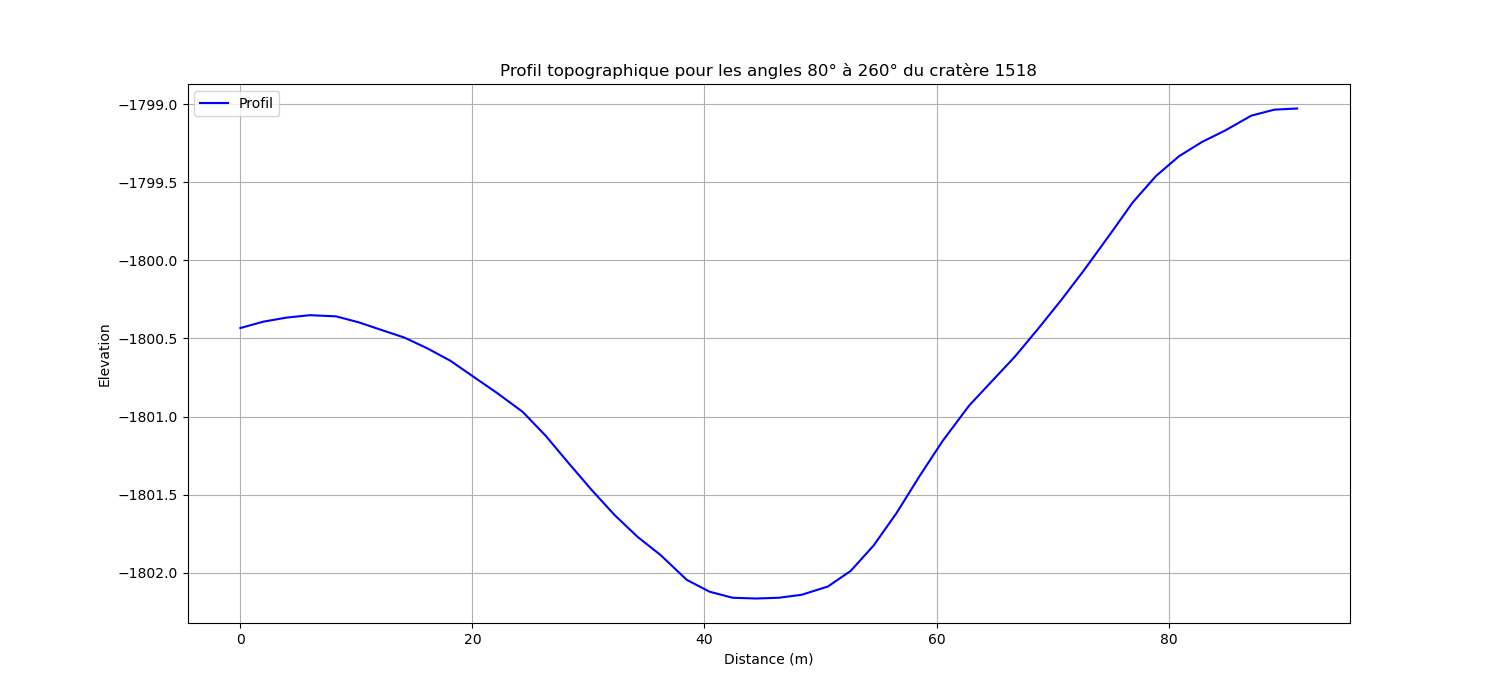 Profil topographique pour les angles 80° à 260° du cratère 1518
Profil
−1799.0
−1799.5
−1800.0
−1800.5
−1801.0
−1801.5
−1802.0
Elevation
0 20 40 60 80
Distance (m)